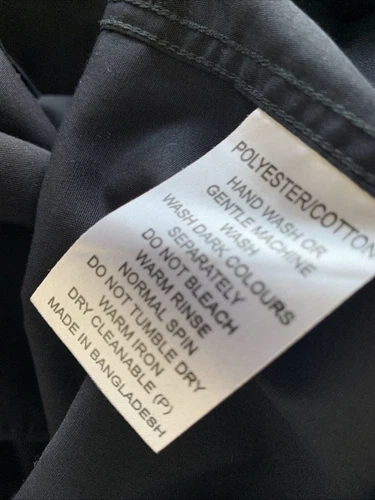 POLYESTER/COTTON
HAND WASH OR
GENTLE MACHINE
WASH
WASH DARK COLOURS
SEPARATELY
DO NOT BLEACH
WARM RINSE
NORMAL SPIN
DO NOT TUMBLE DRY
WARM IRON
DRY CLEANABLE (P)
MADE IN BANGLADESH